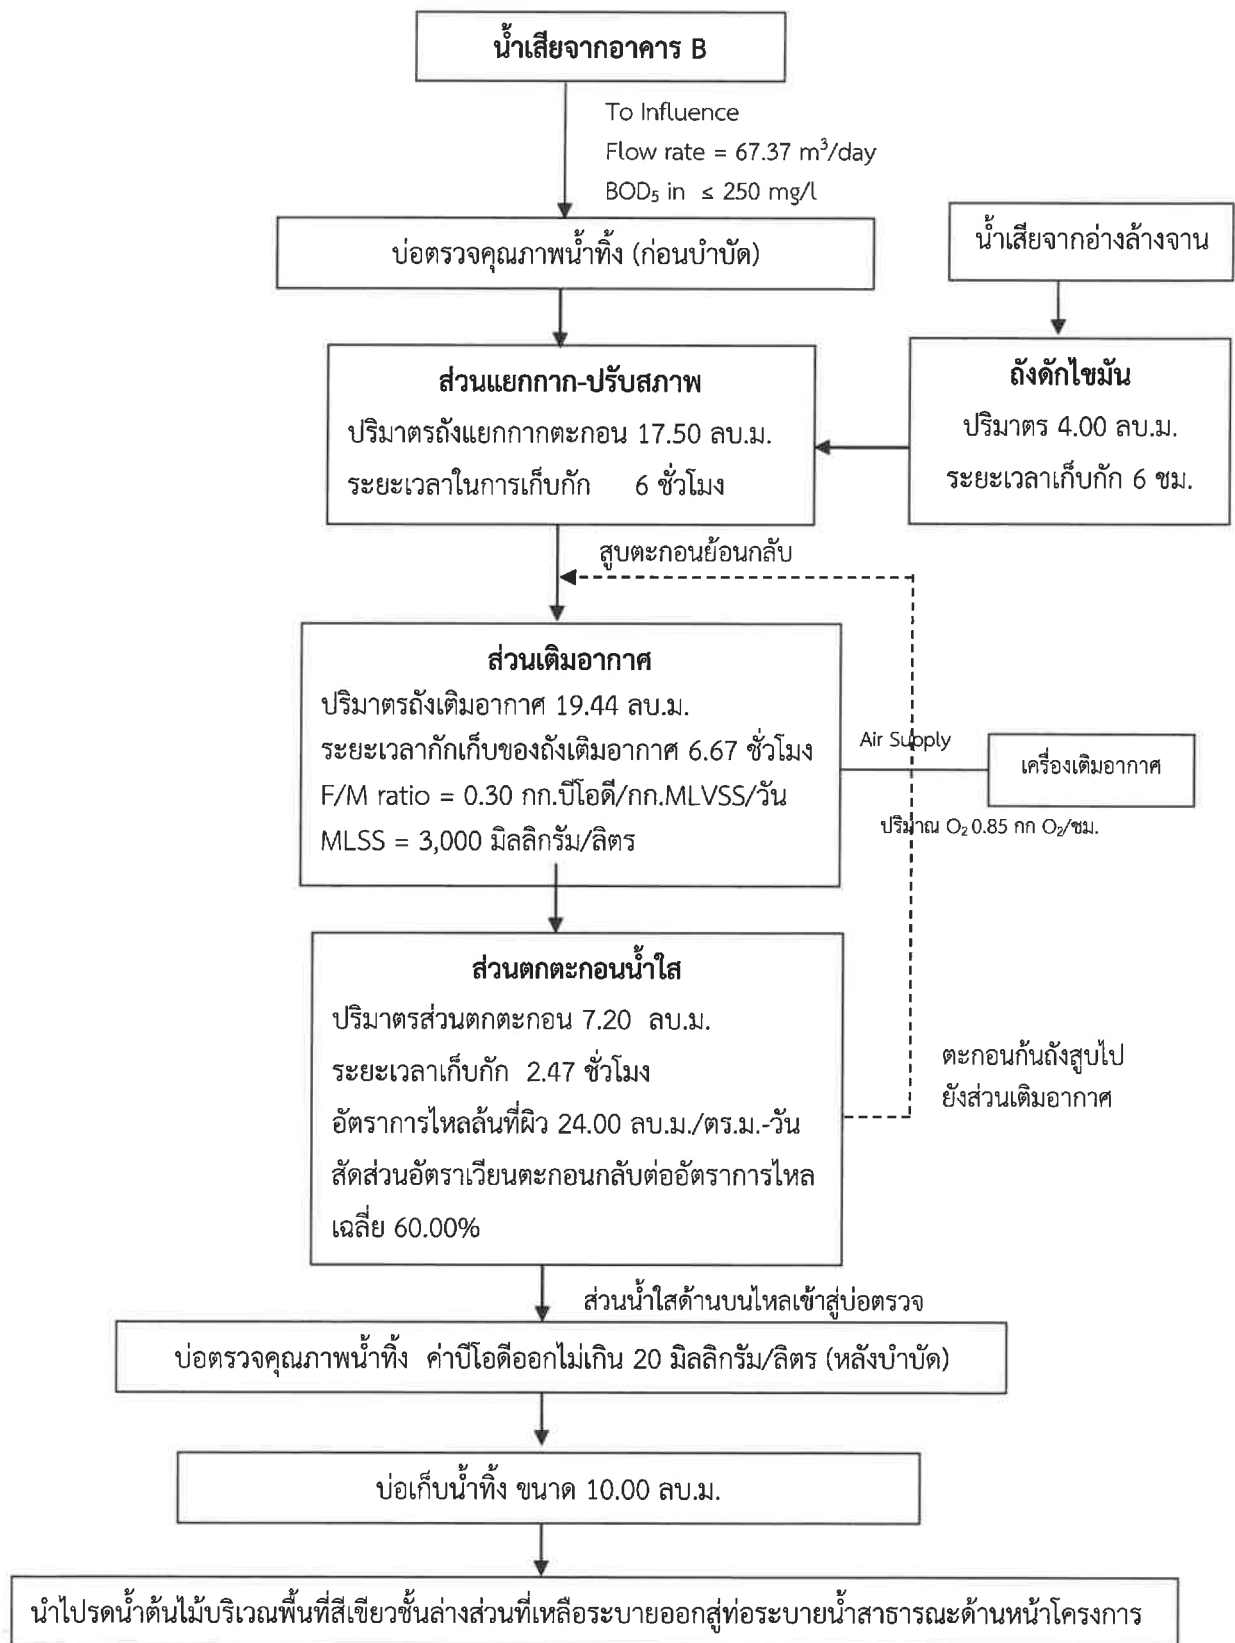 น้ำเสียจากอาคาร B
To Influence
Flow rate = 67.37 m³/day
BOD₅ in ≤ 250 mg/l
บ่อตรวจคุณภาพน้ำทิ้ง (ก่อนบำบัด)
น้ำเสียจากอ่างล้างจาน
ส่วนแยกกาก-ปรับสภาพ
ปริมาตรถังแยกกากตะกอน 17.50 ลบ.ม.
ระยะเวลาในการเก็บกัก 6 ชั่วโมง
ถังดักไขมัน
ปริมาตร 4.00 ลบ.ม.
ระยะเวลาเก็บกัก 6 ชม.
สูบตะกอนย้อนกลับ
ส่วนเติมอากาศ
ปริมาตรถังเติมอากาศ 19.44 ลบ.ม.
ระยะเวลากักเก็บของถังเติมอากาศ 6.67 ชั่วโมง
F/M ratio = 0.30 กก.บีโอดี/กก.MLVSS/วัน
MLSS = 3,000 มิลลิกรัม/ลิตร
Air Supply
เครื่องเติมอากาศ
ปริมาณ O₂ 0.85 กก O₂/ชม.
ส่วนตกตะกอนน้ำใส
ปริมาตรส่วนตกตะกอน 7.20 ลบ.ม.
ระยะเวลาเก็บกัก 2.47 ชั่วโมง
อัตราการไหลล้นที่ผิว 24.00 ลบ.ม./ตร.ม.-วัน
สัดส่วนอัตราเวียนตะกอนกลับต่ออัตราการไหล
เฉลี่ย 60.00%
ตะกอนก้นถังสูบไป
ยังส่วนเติมอากาศ
ส่วนน้ำใสด้านบนไหลเข้าสู่บ่อตรวจ
บ่อตรวจคุณภาพน้ำทิ้ง ค่าบีโอดีออกไม่เกิน 20 มิลลิกรัม/ลิตร (หลังบำบัด)
บ่อเก็บน้ำทิ้ง ขนาด 10.00 ลบ.ม.
นำไปรดน้ำต้นไม้บริเวณพื้นที่สีเขียวชั้นล่างส่วนที่เหลือระบายออกสู่ท่อระบายน้ำสาธารณะด้านหน้าโครงการ